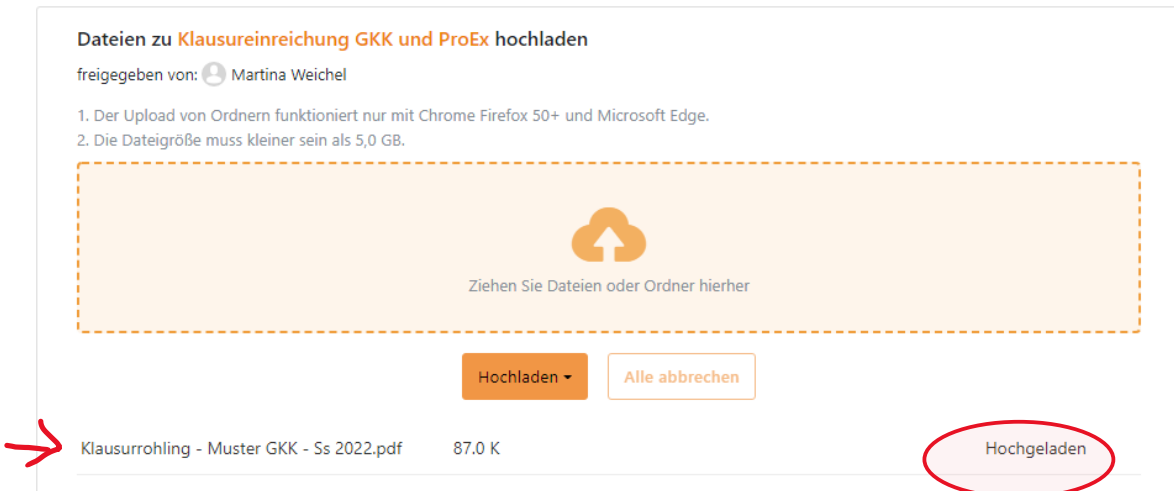 Dateien zu Klausureinreichung GKK und ProEx hochladen
freigegeben von: Martina Weichel
1. Der Upload von Ordnern funktioniert nur mit Chrome Firefox 50+ und Microsoft Edge.
2. Die Dateigröße muss kleiner sein als 5,0 GB.
Ziehen Sie Dateien oder Ordner hierher
Hochladen Alle abbrechen
Klausurrohling - Muster GKK - Ss 2022.pdf 87.0 K Hochgeladen